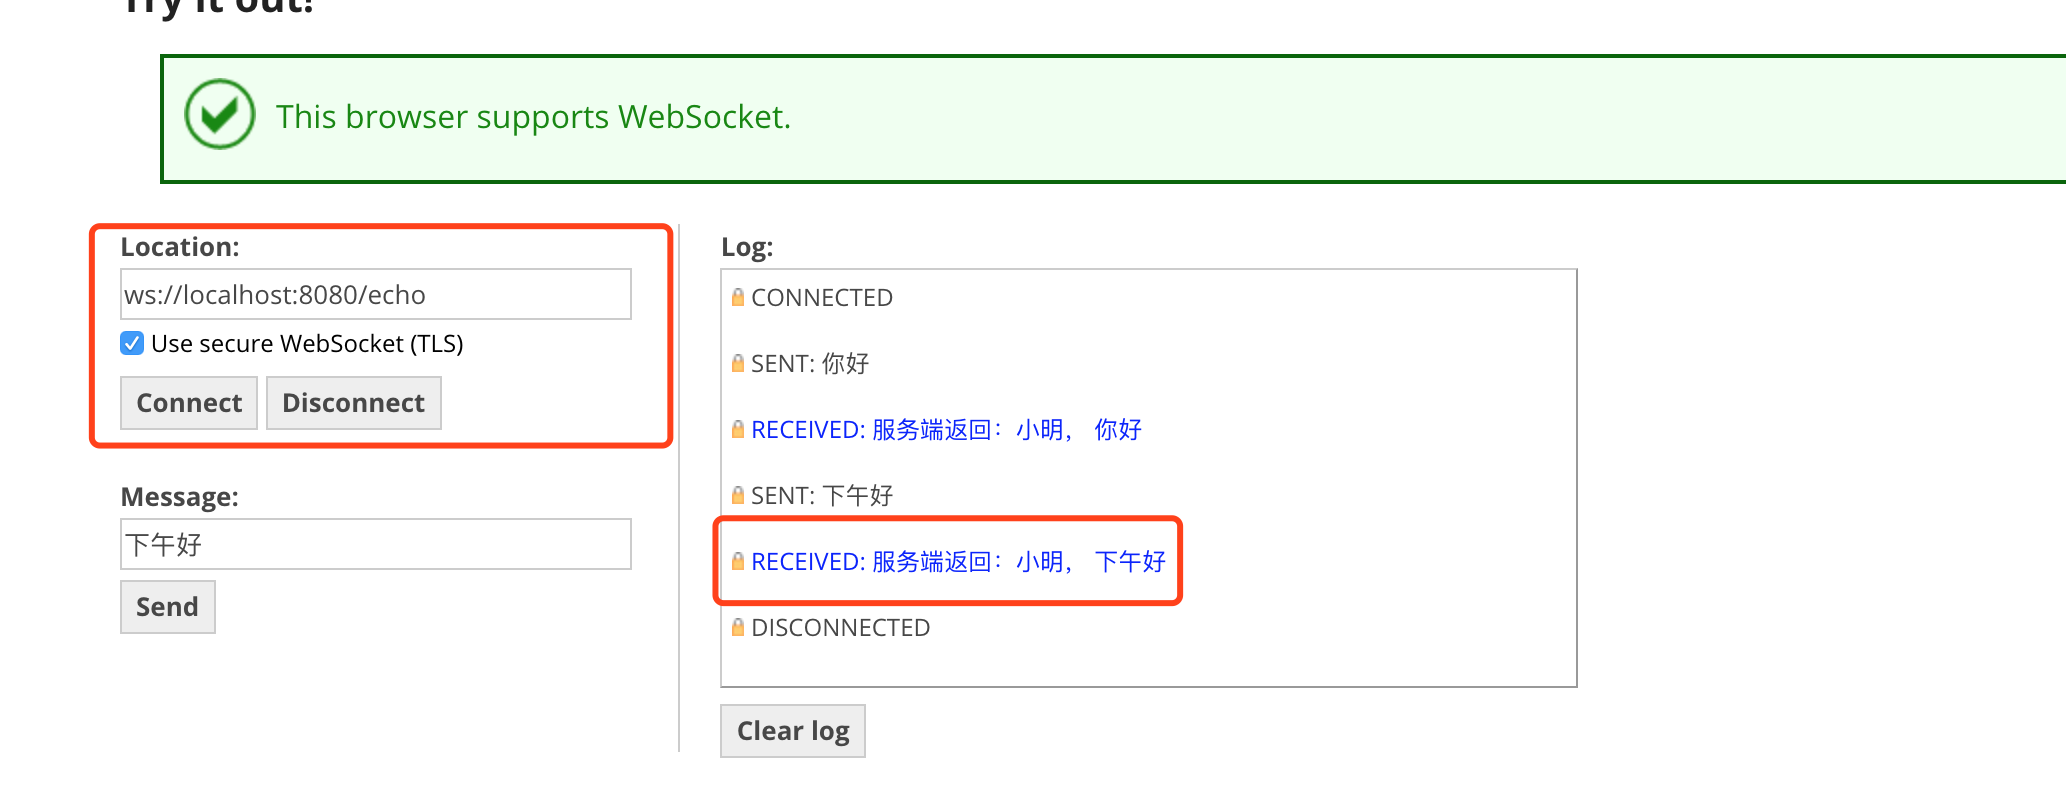 Try it out!
This browser supports WebSocket.
Location:
ws://localhost:8080/echo
Use secure WebSocket (TLS)
Connect
Disconnect
Message:
下午好
Send
Log:
CONNECTED
SENT: 你好
RECEIVED: 服务端返回：小明， 你好
SENT: 下午好
RECEIVED: 服务端返回：小明， 下午好
DISCONNECTED
Clear log